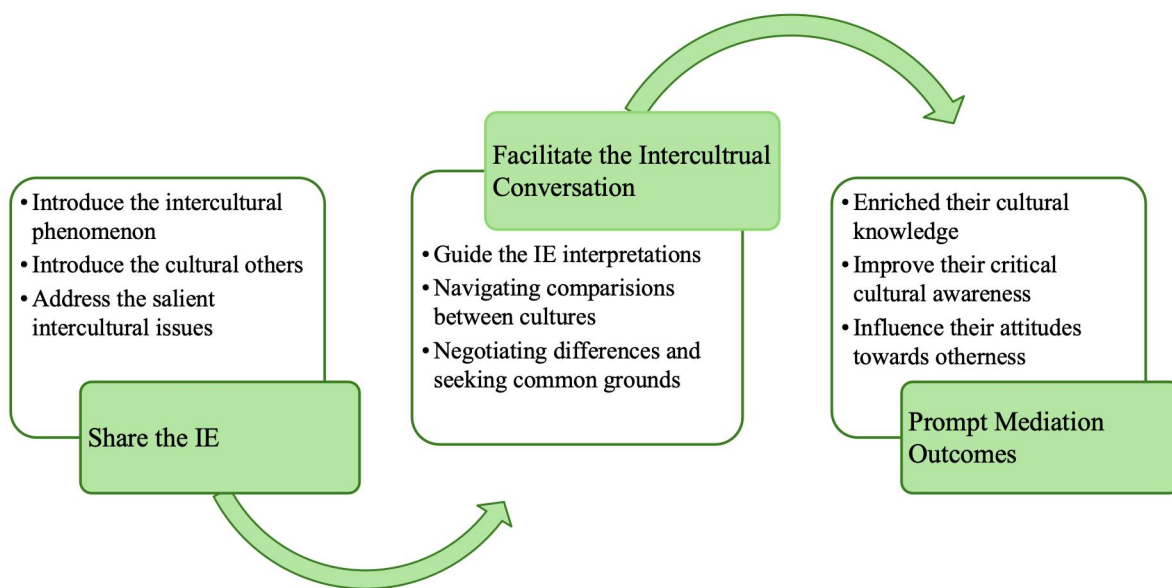 • Introduce the intercultural
phenomenon
• Introduce the cultural others
• Address the salient
intercultural issues
Share the IE
Facilitate the Intercultrual
Conversation
• Guide the IE interpretations
• Navigating comparisions
between cultures
• Negotiating differences and
seeking common grounds
• Enriched their cultural
knowledge
• Improve their critical
cultural awareness
• Influence their attitudes
towards otherness
Prompt Mediation
Outcomes